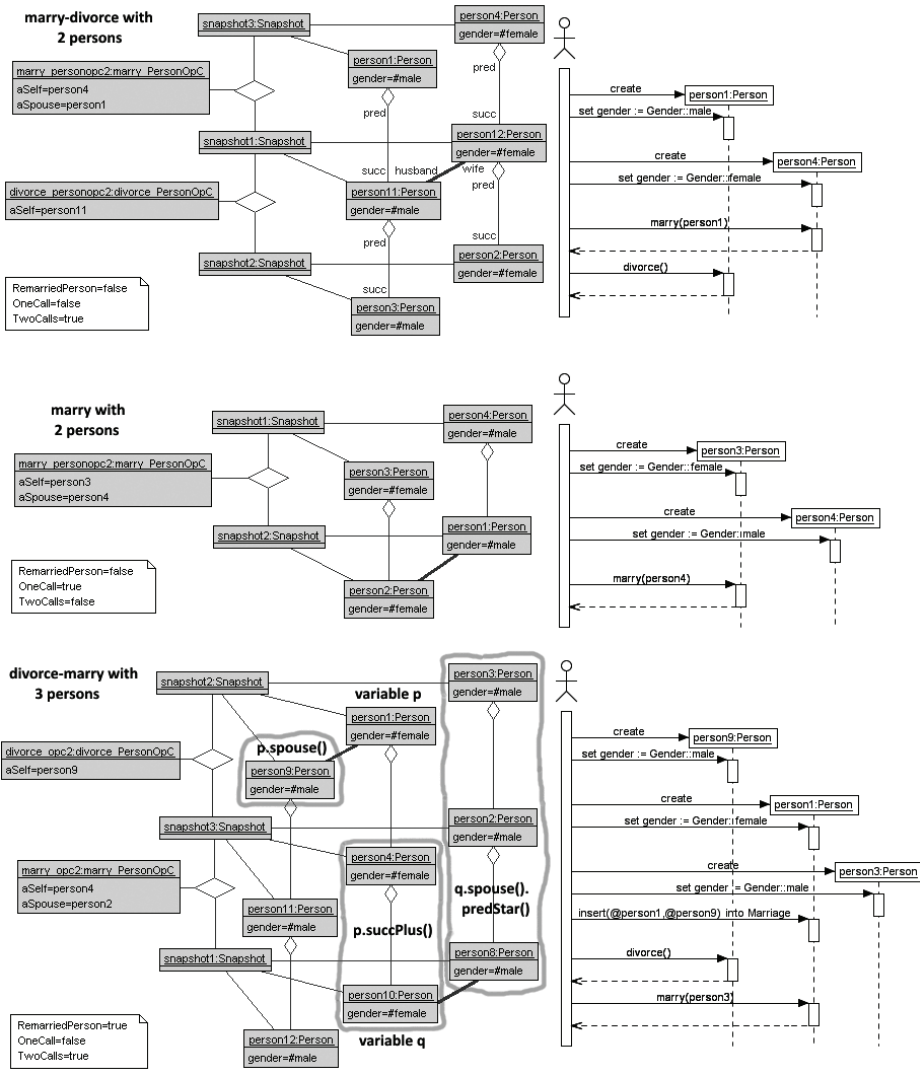 marry-divorce with
2 persons
snapshot3:Snapshot
person4:Person
gender=#female
person1:Person
gender=#male
pred
marry_personopc2:marry_PersonOpC
aSelf=person4
aSpouse=person1
pred
succ
snapshot1:Snapshot
person12:Person
gender=#female
succ
husband
wife
pred
divorce_personopc2:divorce_PersonOpC
aSelf=person11
person11:Person
gender=#male
pred
succ
snapshot2:Snapshot
person2:Person
gender=#female
succ
person3:Person
gender=#male
RemarriedPerson=false
OneCall=false
TwoCalls=true
create
person1:Person
set gender := Gender::male
create
person4:Person
set gender := Gender::female
marry(person1)
divorce()
marry with
2 persons
snapshot1:Snapshot
person4:Person
gender=#male
marry_personopc2:marry_PersonOpC
aSelf=person3
aSpouse=person4
person3:Person
gender=#female
snapshot2:Snapshot
person1:Person
gender=#male
person2:Person
gender=#female
RemarriedPerson=false
OneCall=true
TwoCalls=false
create
person3:Person
set gender := Gender::female
create
person4:Person
set gender := Gender::male
marry(person4)
divorce-marry with
3 persons
snapshot2:Snapshot
person3:Person
gender=#male
variable p
person1:Person
gender=#female
divorce_opc2:divorce_PersonOpC
aSelf=person9
p.spouse()
person9:Person
gender=#male
snapshot3:Snapshot
person2:Person
gender=#male
person4:Person
gender=#female
marry_opc2:marry_PersonOpC
aSelf=person4
aSpouse=person2
person11:Person
gender=#male
p.succPlus()
q.spouse().
predStar()
snapshot1:Snapshot
person8:Person
gender=#male
person10:Person
gender=#female
variable q
person12:Person
gender=#male
RemarriedPerson=true
OneCall=false
TwoCalls=true
create
person9:Person
set gender := Gender::male
create
person1:Person
set gender := Gender::female
create
person3:Person
set gender := Gender::male
insert(@person1,@person9) into Marriage
divorce()
marry(person3)